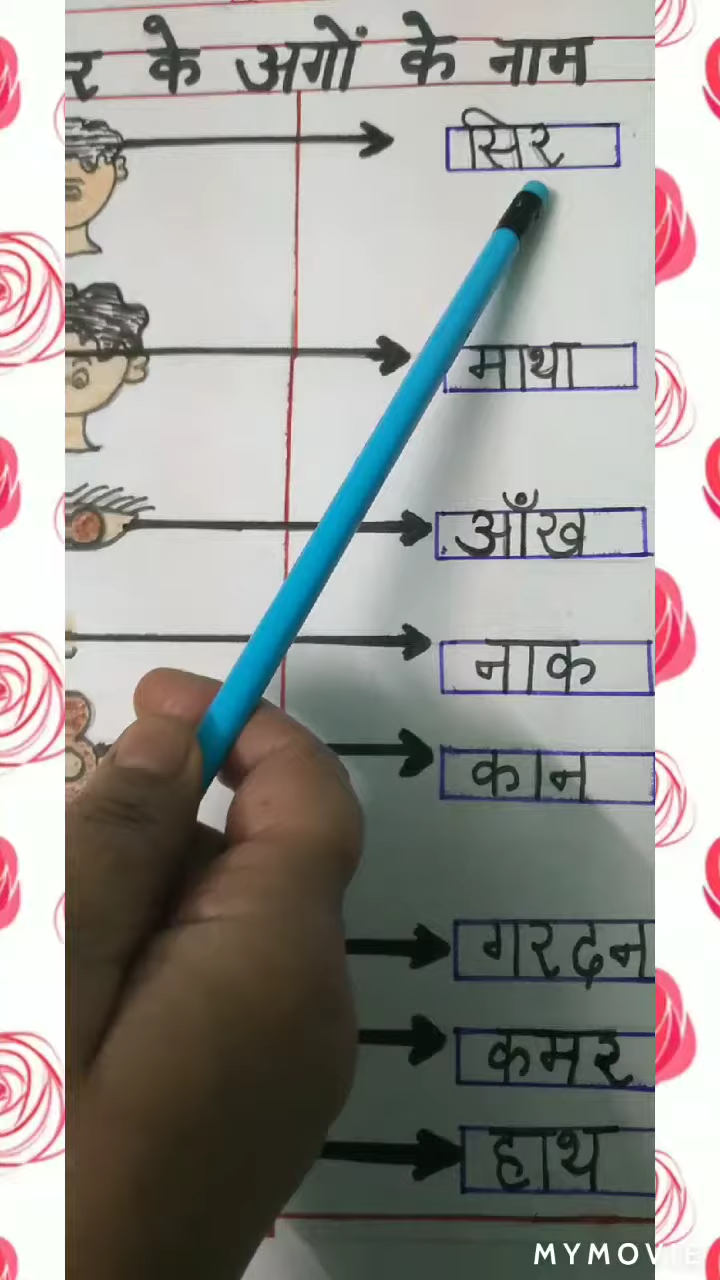 र के अगों के नाम
सिर
माथा
आँख
नाक
कान
गरदन
कमर
हाथ
MYMOVIE